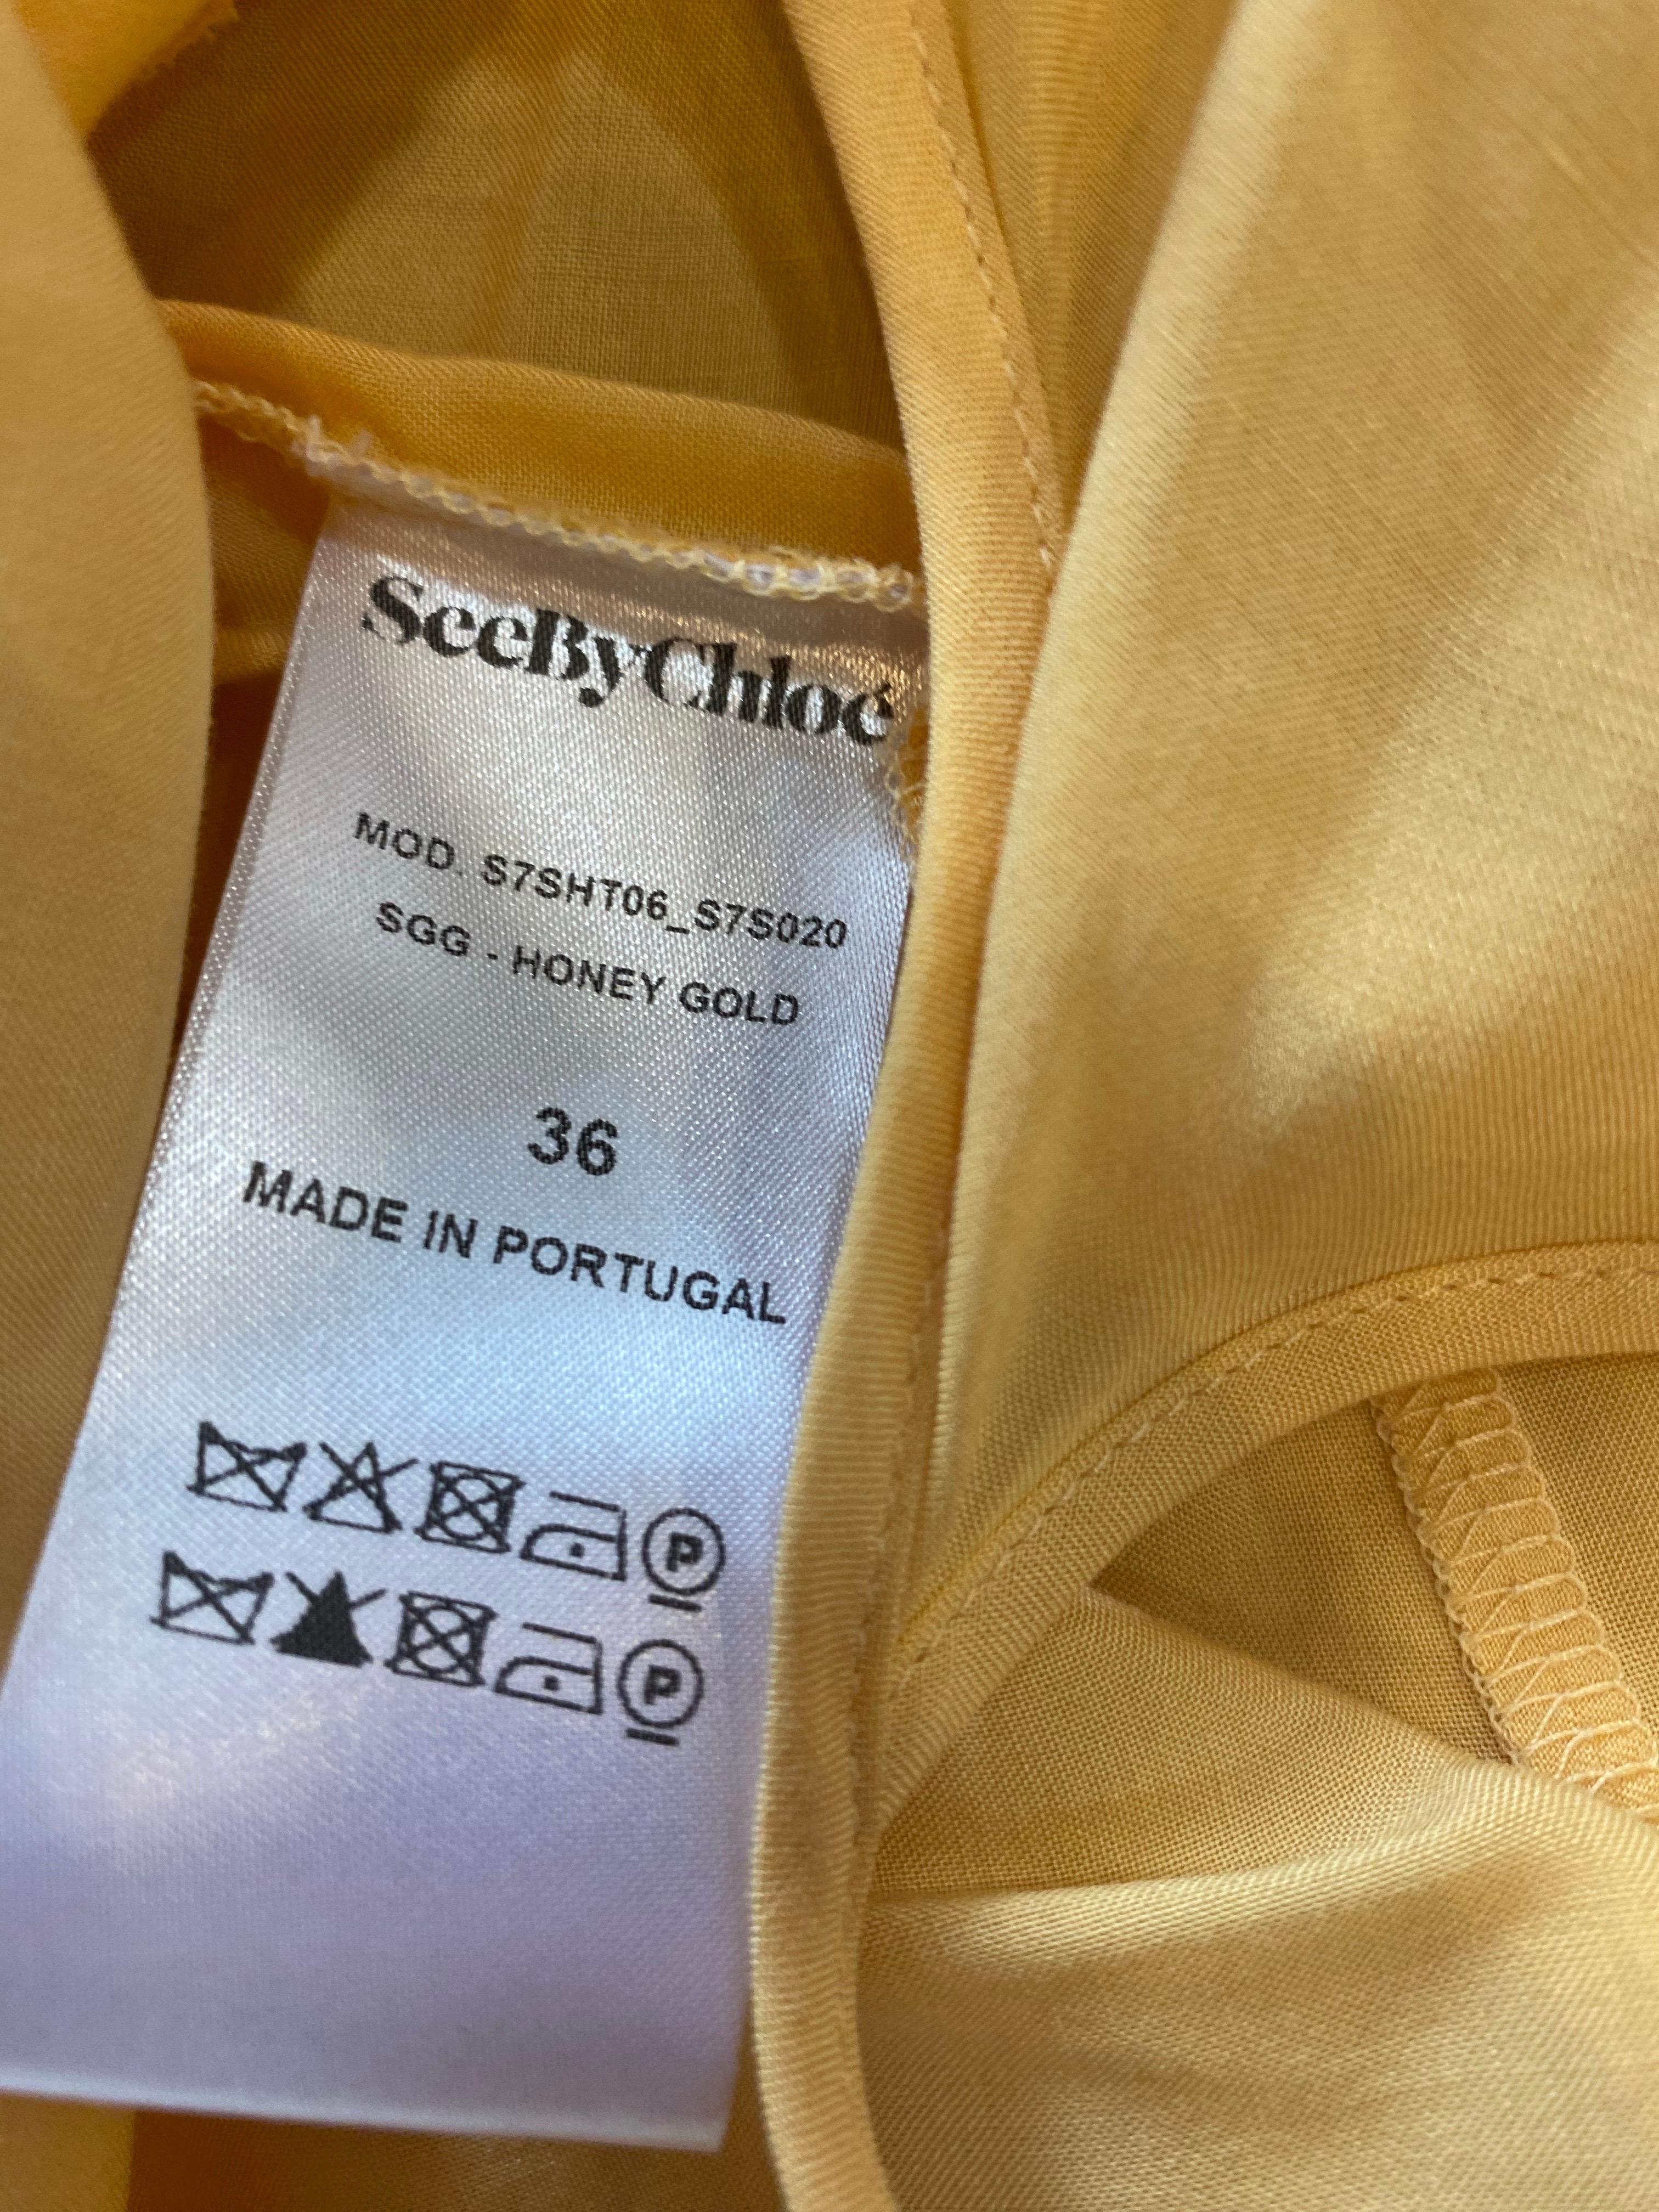 SeeByChloé
MOD. S7SHT06_S7S020
SGG - HONEY GOLD
36
MADE IN PORTUGAL
P
P